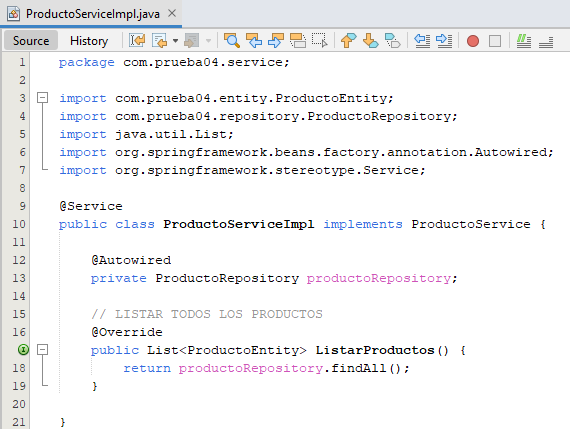 ProductoServiceImpl.java
Source History
1 package com.prueba04.service;
2
3 import com.prueba04.entity.ProductoEntity;
4 import com.prueba04.repository.ProductoRepository;
5 import java.util.List;
6 import org.springframework.beans.factory.annotation.Autowired;
7 import org.springframework.stereotype.Service;
8
9 @Service
10 public class ProductoServiceImpl implements ProductoService {
11
12 @Autowired
13 private ProductoRepository productoRepository;
14
15 // LISTAR TODOS LOS PRODUCTOS
16 @Override
public List<ProductoEntity> ListarProductos() {
18 return productoRepository.findAll();
19 }
20
21 }